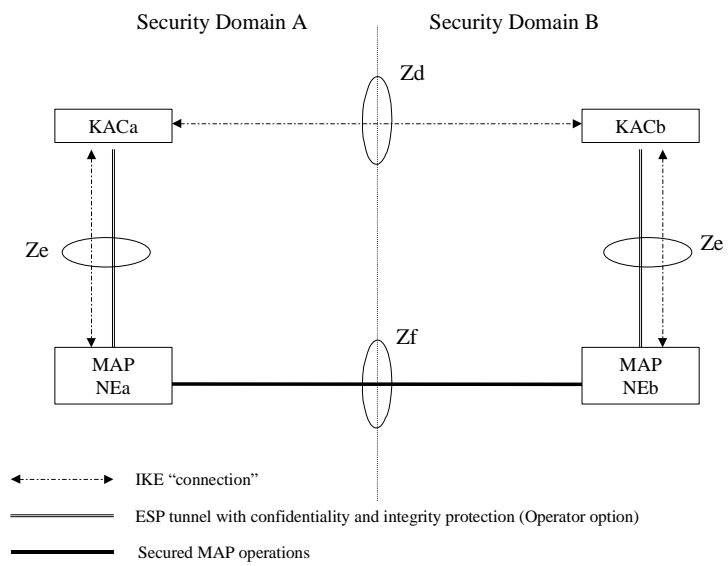 Security Domain A
Security Domain B
Zd
KACa
KACb
Ze
Ze
Zf
MAP
NEa
MAP
NEb
IKE “connection”
ESP tunnel with confidentiality and integrity protection (Operator option)
Secured MAP operations